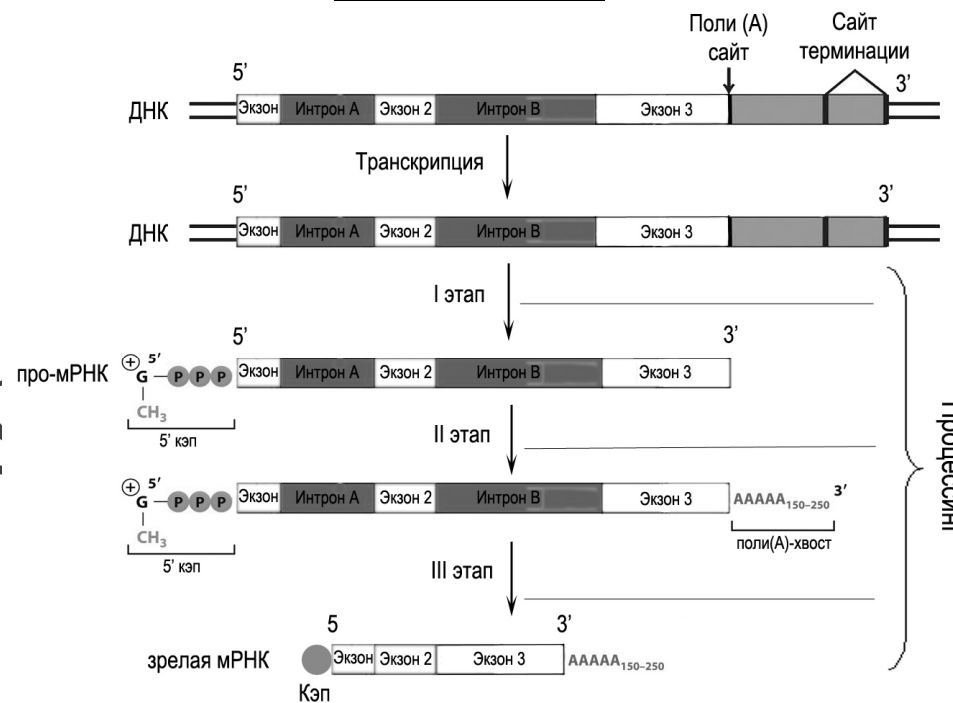 Поли (А)
сайт
Сайт
терминации
5’
3’
ДНК
Экзон
Интрон А
Экзон 2
Интрон В
Экзон 3
Транскрипция
5’
3’
ДНК
Экзон
Интрон А
Экзон 2
Интрон В
Экзон 3
I этап
5’
3’
про-мРНК
+
5’
G
P P P
CH3
5’ кэп
Экзон
Интрон А
Экзон 2
Интрон В
Экзон 3
II этап
+
5’
G
P P P
CH3
5’ кэп
Экзон
Интрон А
Экзон 2
Интрон В
Экзон 3
AAAAA150–250
3’
поли(А)-хвост
III этап
5
3’
зрелая мРНК
Экзон
Экзон 2
Экзон 3
AAAAA150–250
Кэп
Процессинг